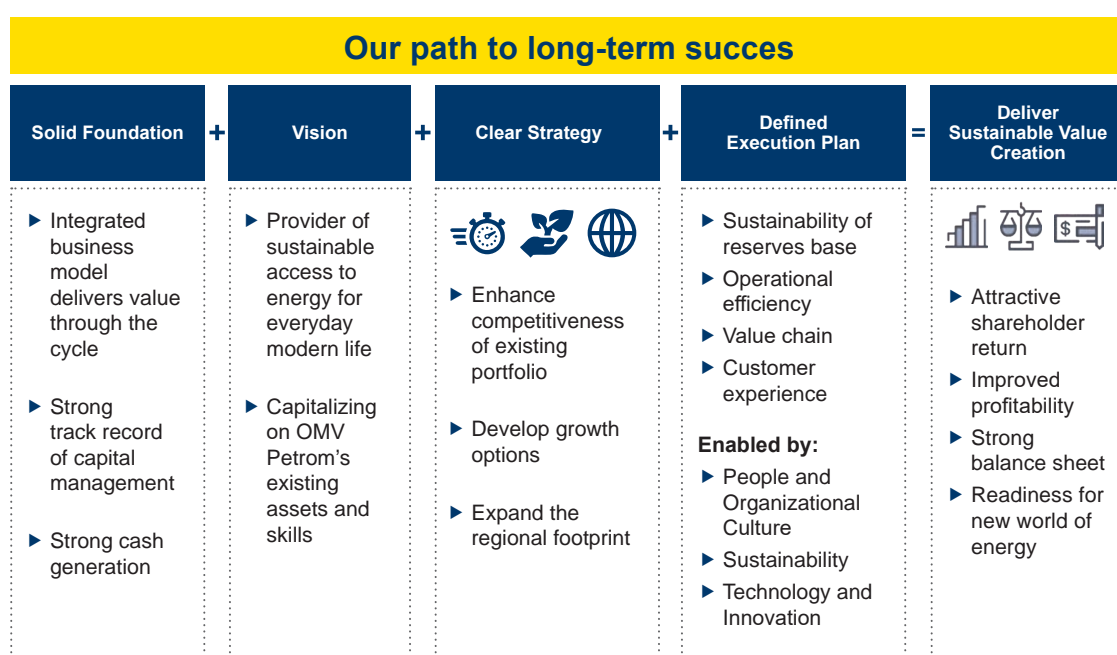 Our path to long-term succes
Solid Foundation
+
Vision
+
Clear Strategy
+
Defined
Execution Plan
=
Deliver
Sustainable Value
Creation
Integrated
business
model
delivers value
through the
cycle
Strong
track record
of capital
management
Strong cash
generation
Provider of
sustainable
access to
energy for
everyday
modern life
Capitalizing
on OMV
Petrom's
existing
assets and
skills
Enhance
competitiveness
of existing
portfolio
Develop growth
options
Expand the
regional footprint
Sustainability of
reserves base
Operational
efficiency
Value chain
Customer
experience
Enabled by:
People and
Organizational
Culture
Sustainability
Technology and
Innovation
$
Attractive
shareholder
return
Improved
profitability
Strong
balance sheet
Readiness for
new world of
energy